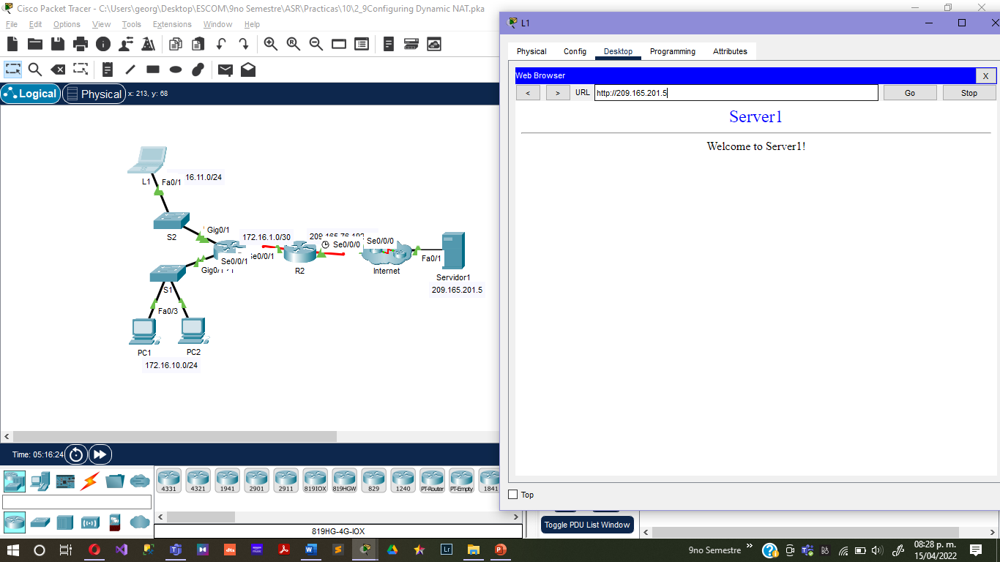 Cisco Packet Tracer - C:\Users\georg\Desktop\ESCOM\9no Semestre\ASR\Practicas\10\2_9Configuring Dynamic NAT.pka
File Edit Options View Tools Extensions Window Help
Logical Physical x: 213, y: 68
L1
Fa0/1
16.11.0/24
S2
Gig0/1
172.16.1.0/30
Se0/0/1
Se0/0/1
R2
Se0/0/0
Se0/0/0
Internet
Fa0/1
Servidor1
209.165.201.5
S1
Fa0/3
PC1
PC2
172.16.10.0/24
Time: 05:16:24
4331 4321 1941 2901 2911 819IOX 819HGW 829 1240 PT-Router PT-Empty 1841
819HG-4G-IOX
L1
Physical Config Desktop Programming Attributes
Web Browser X
< > URL http://209.165.201.5 Go Stop
Server1
Welcome to Server1!
Top
Toggle PDU List Window
9no Semestre
08:28 p. m.
15/04/2022